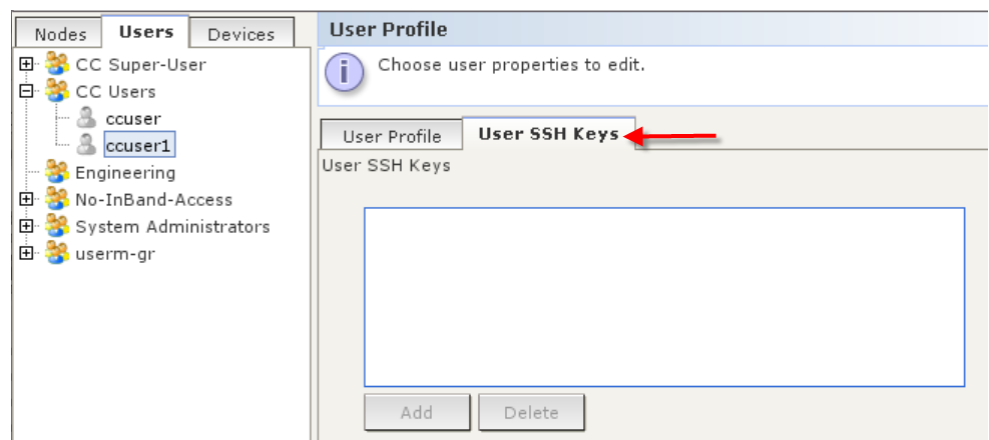 Nodes Users Devices
CC Super-User
CC Users
ccuser
ccuser1
Engineering
No-InBand-Access
System Administrators
userm-gr
User Profile
Choose user properties to edit.
User Profile User SSH Keys
User SSH Keys
Add Delete